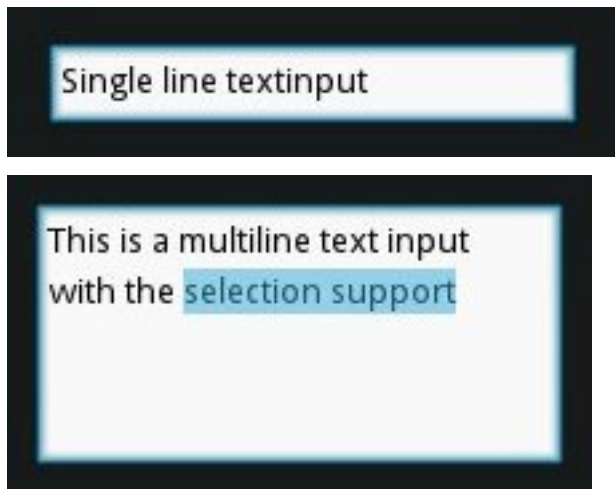 Single line textinput
This is a multiline text input
with the selection support